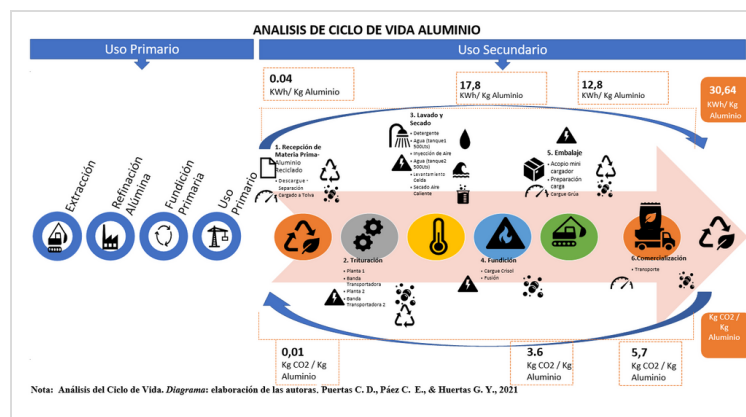 ANALISIS DE CICLO DE VIDA ALUMINIO
Uso Primario
Uso Secundario
0.04
KWh/ Kg Aluminio
17,8
KWh/ Kg Aluminio
12,8
KWh/ Kg Aluminio
30,64
KWh/ Kg
Aluminio
Extracción
Refinación
Alúmina
Fundición
Primaria
Uso
Primario
1. Recepción de
Materia Prima-
Aluminio
Reciclado
• Descargue -
Separación
• Cargado a Tolva
2. Trituración
• Planta 1
• Banda
Transportadora
• Planta 2
• Banda
Transportadora 2
3. Lavado y
Secado
• Detergente
• Agua (tanque1
500Lts)
• Inyección de Aire
• Agua (tanque2
500Lts)
• Levantamiento
Celda
• Secado Aire
Caliente
4. Fundición
• Cargue Crisol
• Fusión
5. Embalaje
• Acopio mini
cargador
• Preparación
carga
• Cargue Grúa
6.Comercialización
• Transporte
0,01
Kg CO2 / Kg
Aluminio
3.6
Kg CO2 / Kg
Aluminio
5,7
Kg CO2 / Kg
Aluminio
Kg CO2 /
Kg
Aluminio
Nota: Análisis del Ciclo de Vida. Diagrama: elaboración de las autoras. Puertas C. D., Páez C. E., & Huertas G. Y., 2021